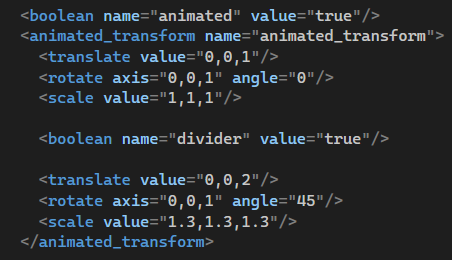 <boolean name="animated" value="true"/>
<animated_transform name="animated_transform">
<translate value="0,0,1"/>
<rotate axis="0,0,1" angle="0"/>
<scale value="1,1,1"/>
<boolean name="divider" value="true"/>
<translate value="0,0,2"/>
<rotate axis="0,0,1" angle="45"/>
<scale value="1.3,1.3,1.3"/>
</animated_transform>